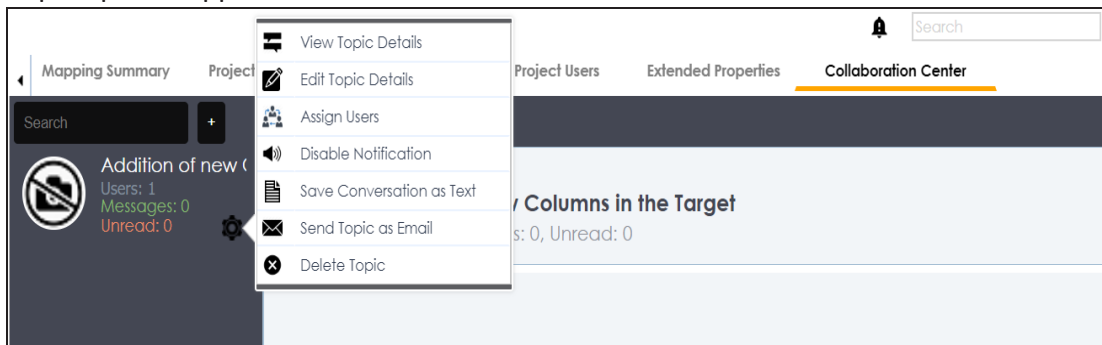 View Topic Details
Search
Mapping Summary Project Project Users Extended Properties Collaboration Center
Edit Topic Details
Search +
Assign Users
Disable Notification
Addition of new
Users: 1
Messages: 0
Unread: 0
Save Conversation as Text
Columns in the Target
Send Topic as Email
s: 0, Unread: 0
Delete Topic